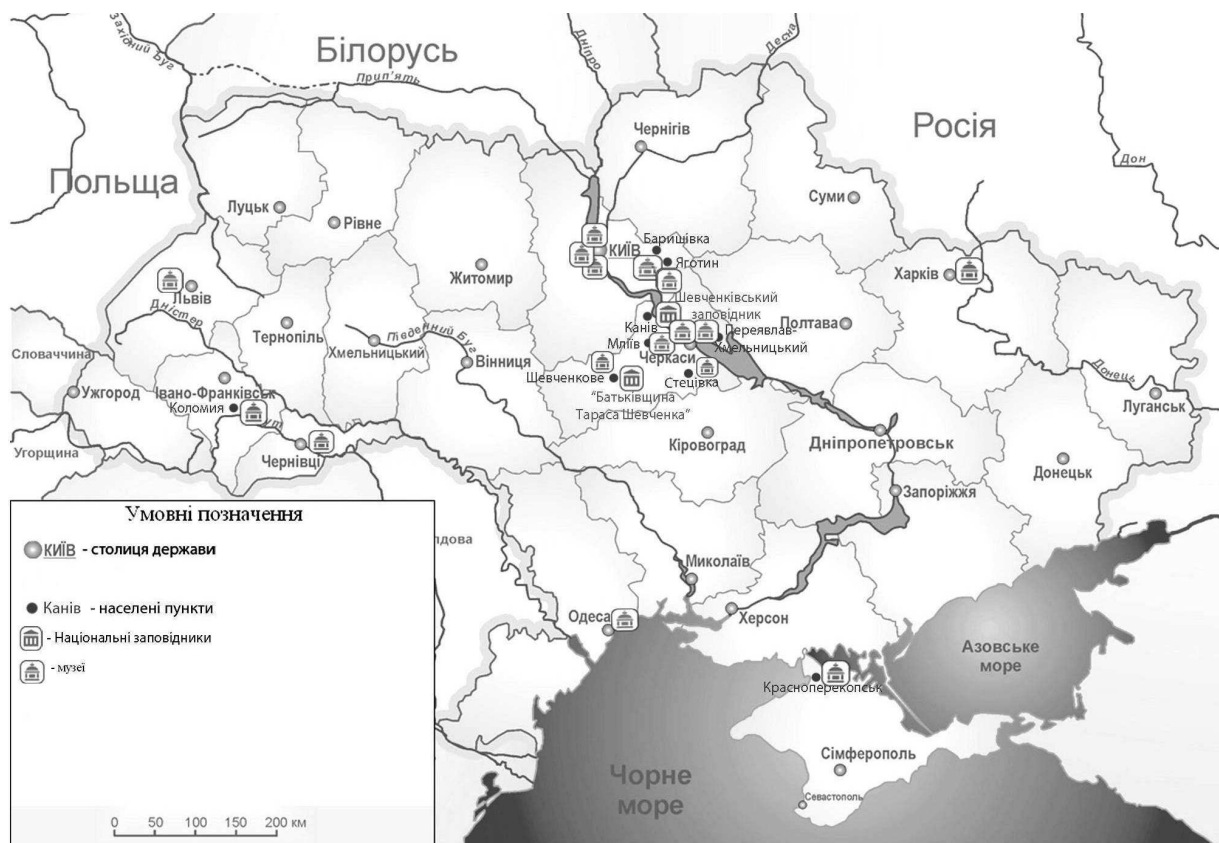 Західний Буг
Білорусь
Прип'ять
Дніпро
Десна
Росія
Дон
Польща
Чернігів
Суми
Луцьк
Рівне
Житомир
КИЇВ
Баришівка
Яготин
Харків
Львів
Дністер
Тернопіль
Хмельницький
Південний Буг
Вінниця
Шевченківський
заповідник
Канів
Мліїв
Черкаси
Переявлав-
Хмельницький
Полтава
Словаччина
Ужгород
Івано-Франківськ
Коломия
Чернівці
Угорщина
Шевченкове
Стецівка
"Батьківщина
Тараса Шевченка"
Кіровоград
Дніпропетровськ
Донець
Луганськ
Донецьк
Запоріжжя
Миколаїв
Одеса
Херсон
Азовське
море
Красноперекопськ
Сімферополь
Севастополь
Чорне
море
лдова
Умовні позначення
КИЇВ - столиця держави
Канів - населені пункти
- Національні заповідники
- музеї
0 50 100 150 200 км